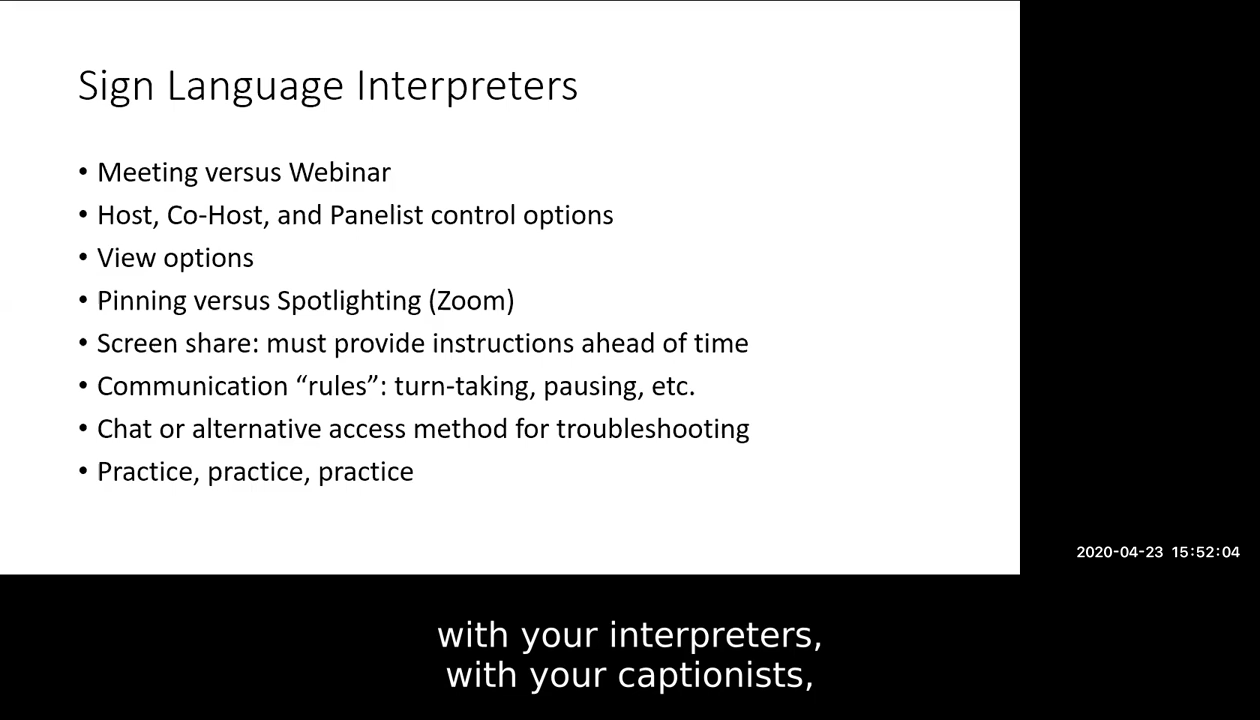 Sign Language Interpreters
• Meeting versus Webinar
• Host, Co-Host, and Panelist control options
• View options
• Pinning versus Spotlighting (Zoom)
• Screen share: must provide instructions ahead of time
• Communication “rules”: turn-taking, pausing, etc.
• Chat or alternative access method for troubleshooting
• Practice, practice, practice
2020-04-23 15:52:04
with your interpreters,
with your captionists,